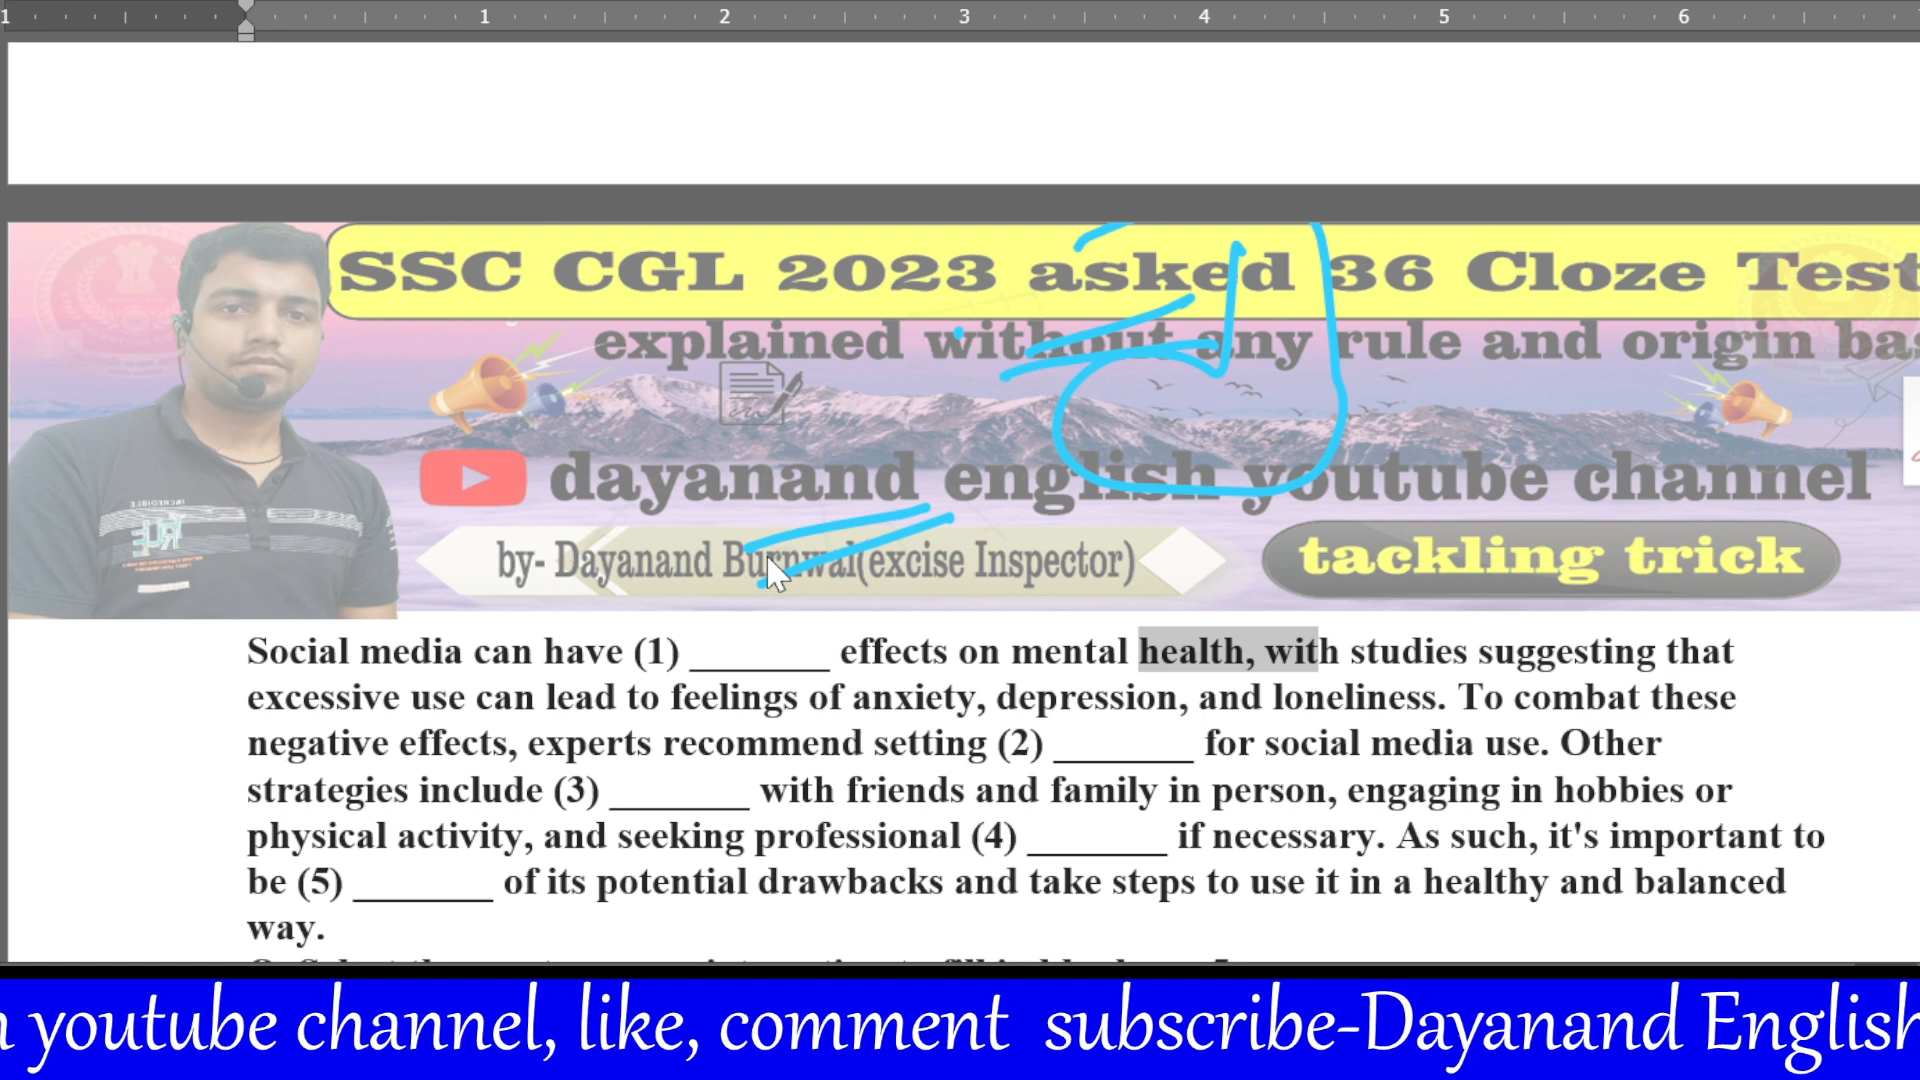 1 1 2 3 4 5 6
SSC CGL 2023 asked 36 Cloze Test
explained without any rule and origin bas
dayanand english youtube channel
by- Dayanand Burnwal(excise Inspector)
tackling trick
Social media can have (1) _______ effects on mental health, with studies suggesting that
excessive use can lead to feelings of anxiety, depression, and loneliness. To combat these
negative effects, experts recommend setting (2) _______ for social media use. Other
strategies include (3) _______ with friends and family in person, engaging in hobbies or
physical activity, and seeking professional (4) _______ if necessary. As such, it's important to
be (5) _______ of its potential drawbacks and take steps to use it in a healthy and balanced
way.
youtube channel, like, comment subscribe-Dayanand English